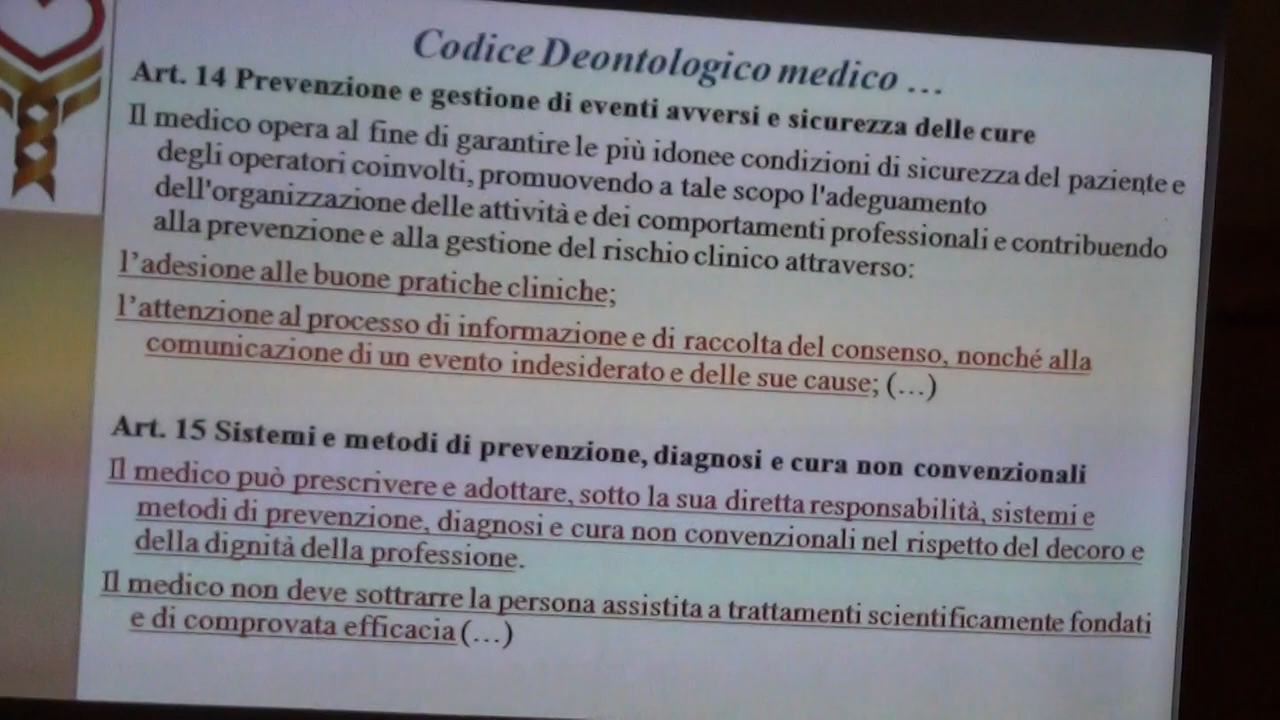 Codice Deontologico medico …
Art. 14 Prevenzione e gestione di eventi avversi e sicurezza delle cure
Il medico opera al fine di garantire le più idonee condizioni di sicurezza del paziente e
degli operatori coinvolti, promuovendo a tale scopo l'adeguamento
dell'organizzazione delle attività e dei comportamenti professionali e contribuendo
alla prevenzione e alla gestione del rischio clinico attraverso:
l’adesione alle buone pratiche cliniche;
l’attenzione al processo di informazione e di raccolta del consenso, nonché alla
comunicazione di un evento indesiderato e delle sue cause; (…)
Art. 15 Sistemi e metodi di prevenzione, diagnosi e cura non convenzionali
Il medico può prescrivere e adottare, sotto la sua diretta responsabilità, sistemi e
metodi di prevenzione, diagnosi e cura non convenzionali nel rispetto del decoro e
della dignità della professione.
Il medico non deve sottrarre la persona assistita a trattamenti scientificamente fondati
e di comprovata efficacia (…)